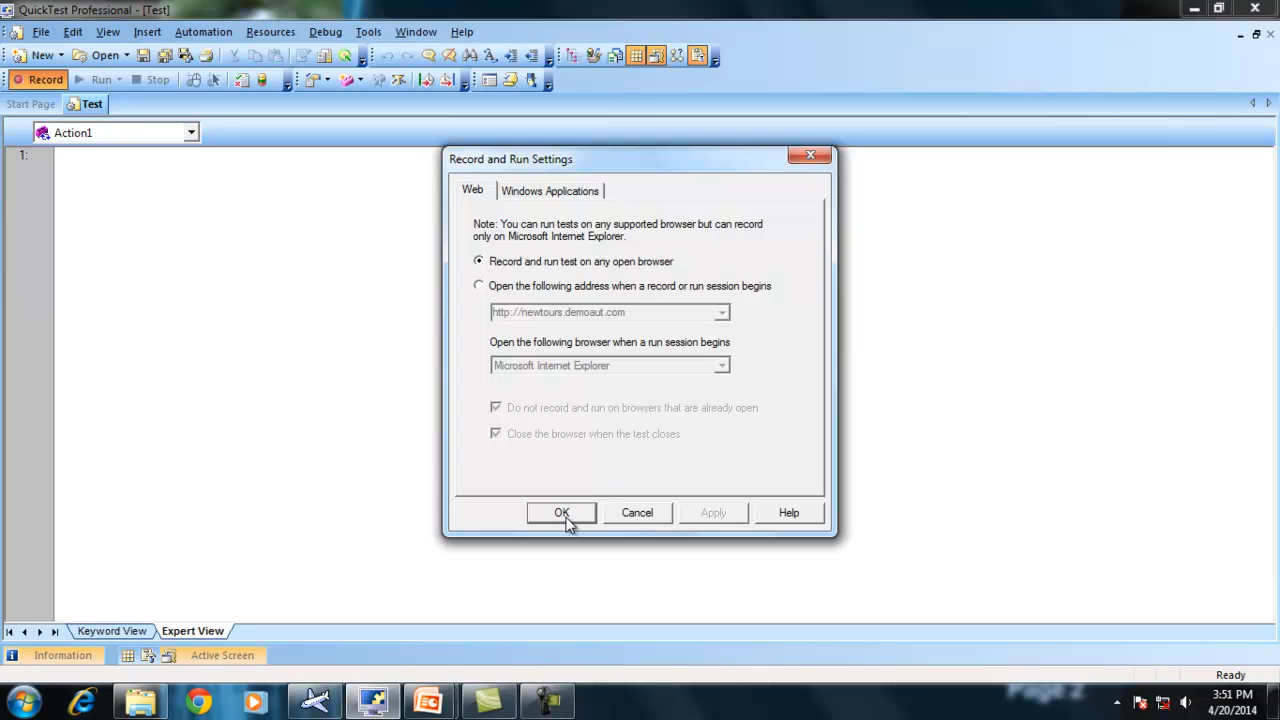 QuickTest Professional - [Test]
File Edit View Insert Automation Resources Debug Tools Window Help
New Open
Record Run Stop
Start Page Test
Action1
1:
Record and Run Settings
Web Windows Applications
Note: You can run tests on any supported browser but can record
only on Microsoft Internet Explorer.
Record and run test on any open browser
Open the following address when a record or run session begins
http://newtours.demoaut.com
Open the following browser when a run session begins
Microsoft Internet Explorer
Do not record and run on browsers that are already open
Close the browser when the test closes
OK Cancel Apply Help
Keyword View Expert View
Information Active Screen
Ready
Page 2
3:51 PM
4/20/2014